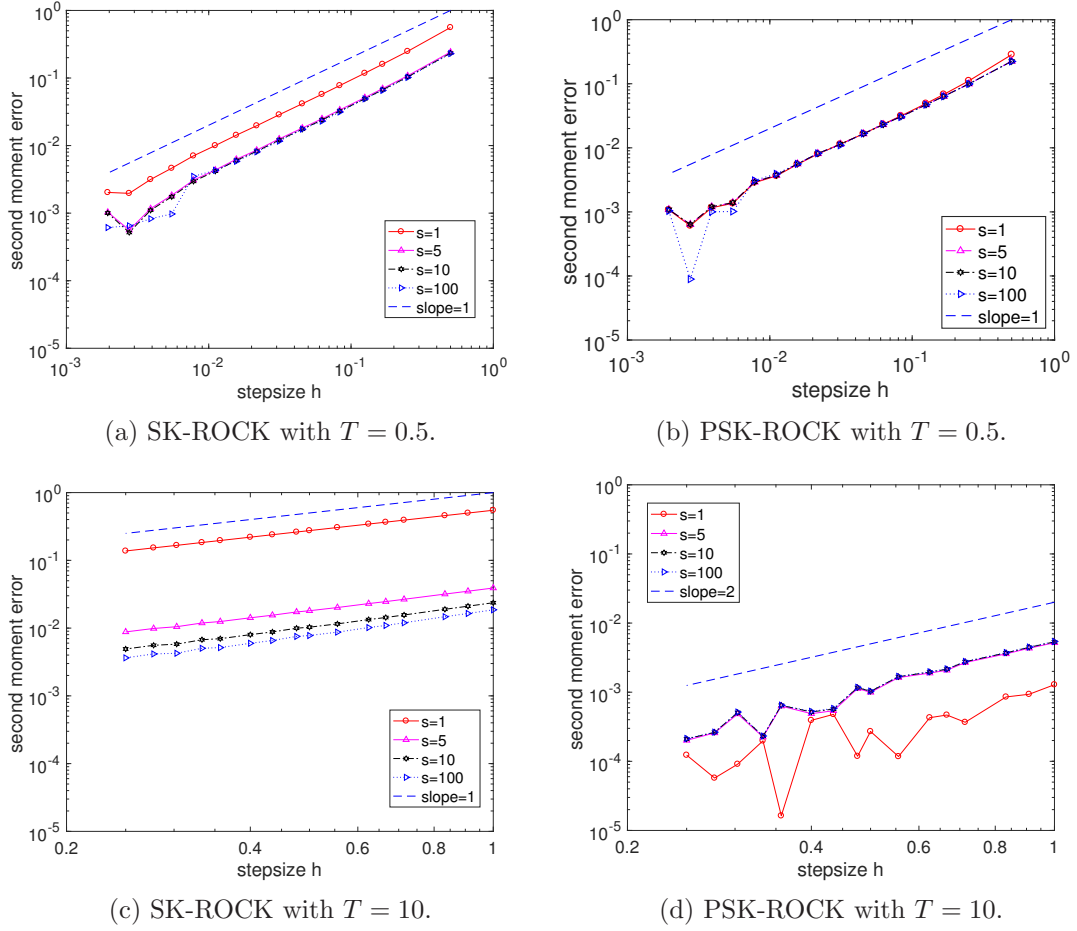 10^0
10^-1
10^-2
10^-3
10^-4
10^-5
second moment error
s=1
s=5
s=10
s=100
slope=1
10^-3
10^-2
10^-1
10^0
stepsize h
(a) SK-ROCK with T = 0.5.
10^0
10^-1
10^-2
10^-3
10^-4
10^-5
second moment error
s=1
s=5
s=10
s=100
slope=1
10^-3
10^-2
10^-1
10^0
stepsize h
(b) PSK-ROCK with T = 0.5.
10^0
10^-1
10^-2
10^-3
10^-4
10^-5
second moment error
s=1
s=5
s=10
s=100
slope=1
0.2
0.4
0.6
0.8
1
stepsize h
(c) SK-ROCK with T = 10.
10^0
10^-1
10^-2
10^-3
10^-4
10^-5
second moment error
s=1
s=5
s=10
s=100
slope=2
0.2
0.4
0.6
0.8
1
stepsize h
(d) PSK-ROCK with T = 10.